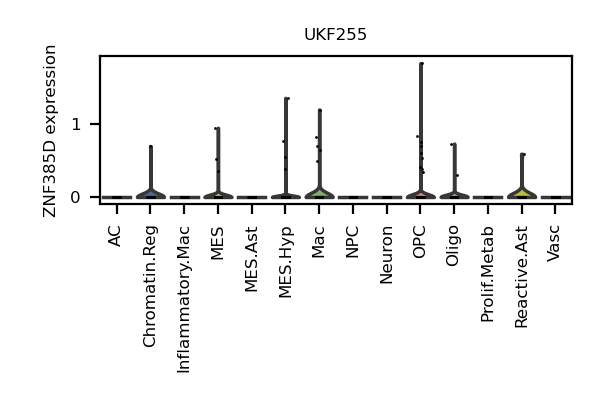 UKF255
ZNF385D expression
1
0
AC
Chromatin.Reg
Inflammatory.Mac
MES
MES.Ast
MES.Hyp
Mac
NPC
Neuron
OPC
Oligo
Prolif.Metab
Reactive.Ast
Vasc